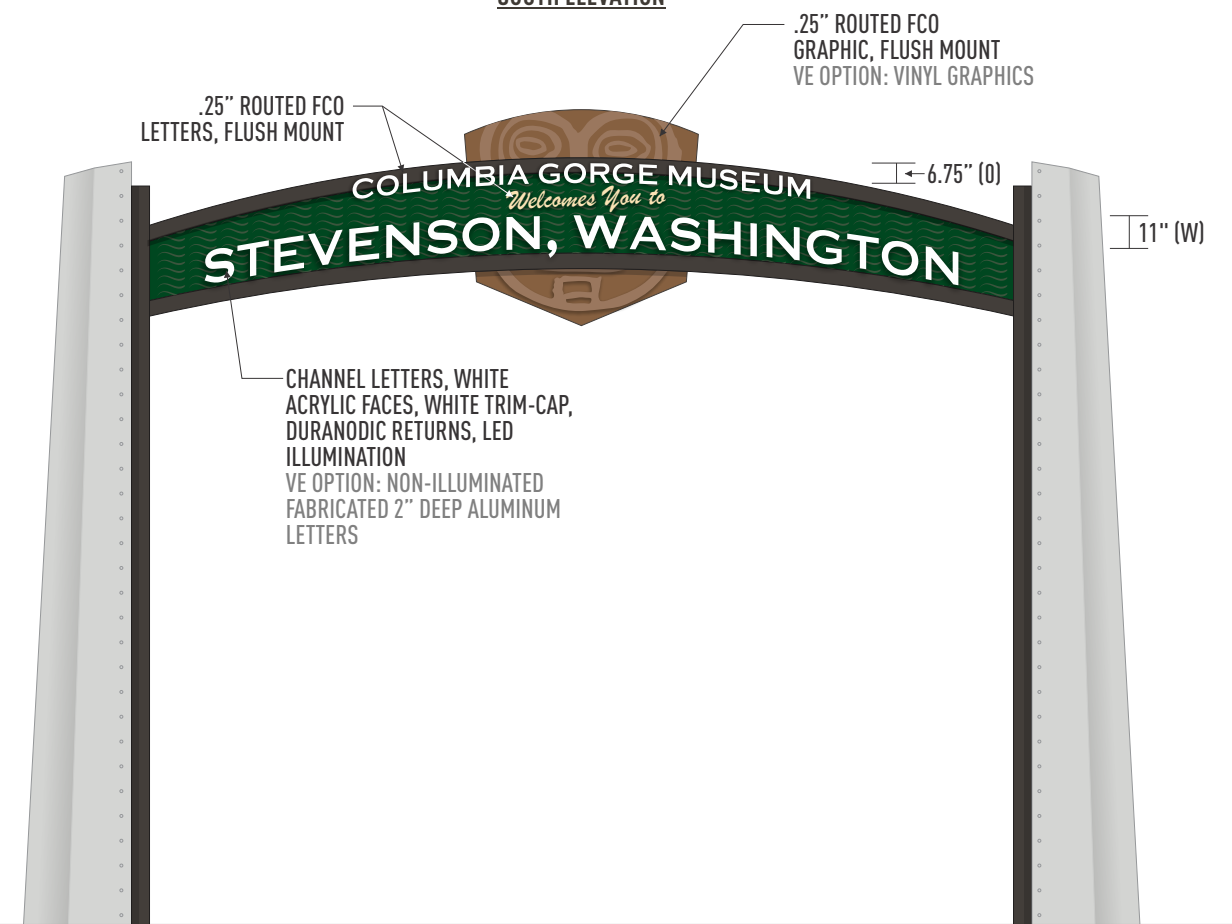 SOUTH ELEVATION
.25” ROUTED FCO
GRAPHIC, FLUSH MOUNT
VE OPTION: VINYL GRAPHICS
.25” ROUTED FCO
LETTERS, FLUSH MOUNT
COLUMBIA GORGE MUSEUM
Welcomes You to
STEVENSON, WASHINGTON
6.75” (O)
11" (W)
CHANNEL LETTERS, WHITE
ACRYLIC FACES, WHITE TRIM-CAP,
DURANODIC RETURNS, LED
ILLUMINATION
VE OPTION: NON-ILLUMINATED
FABRICATED 2” DEEP ALUMINUM
LETTERS